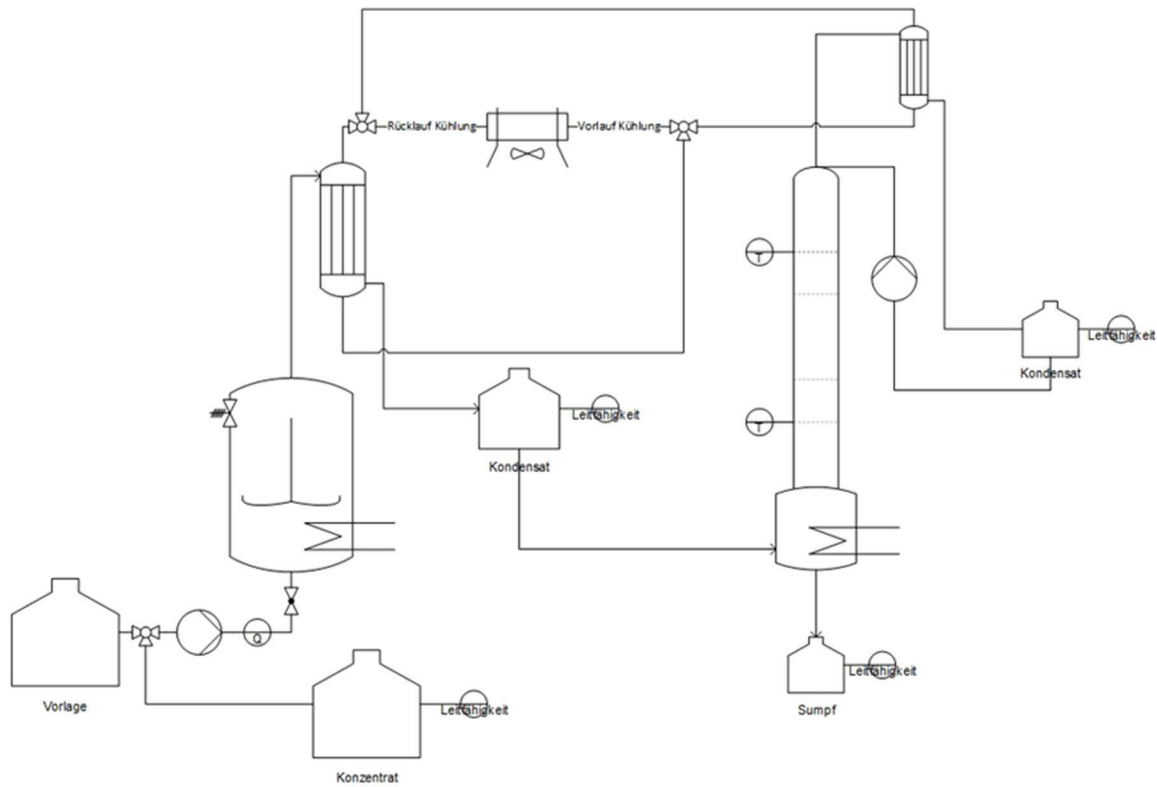 Rücklauf Kühlung
Vorlauf Kühlung
T
Leitfähigkeit
Kondensat
Leitfähigkeit
T
Kondensat
Q
Leitfähigkeit
Vorlage
Leitfähigkeit
Sumpf
Konzentrat